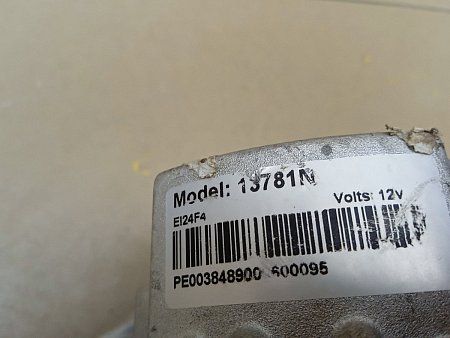 Model: 13781N
Volts: 12v
EI24F4
PE003848900 600095